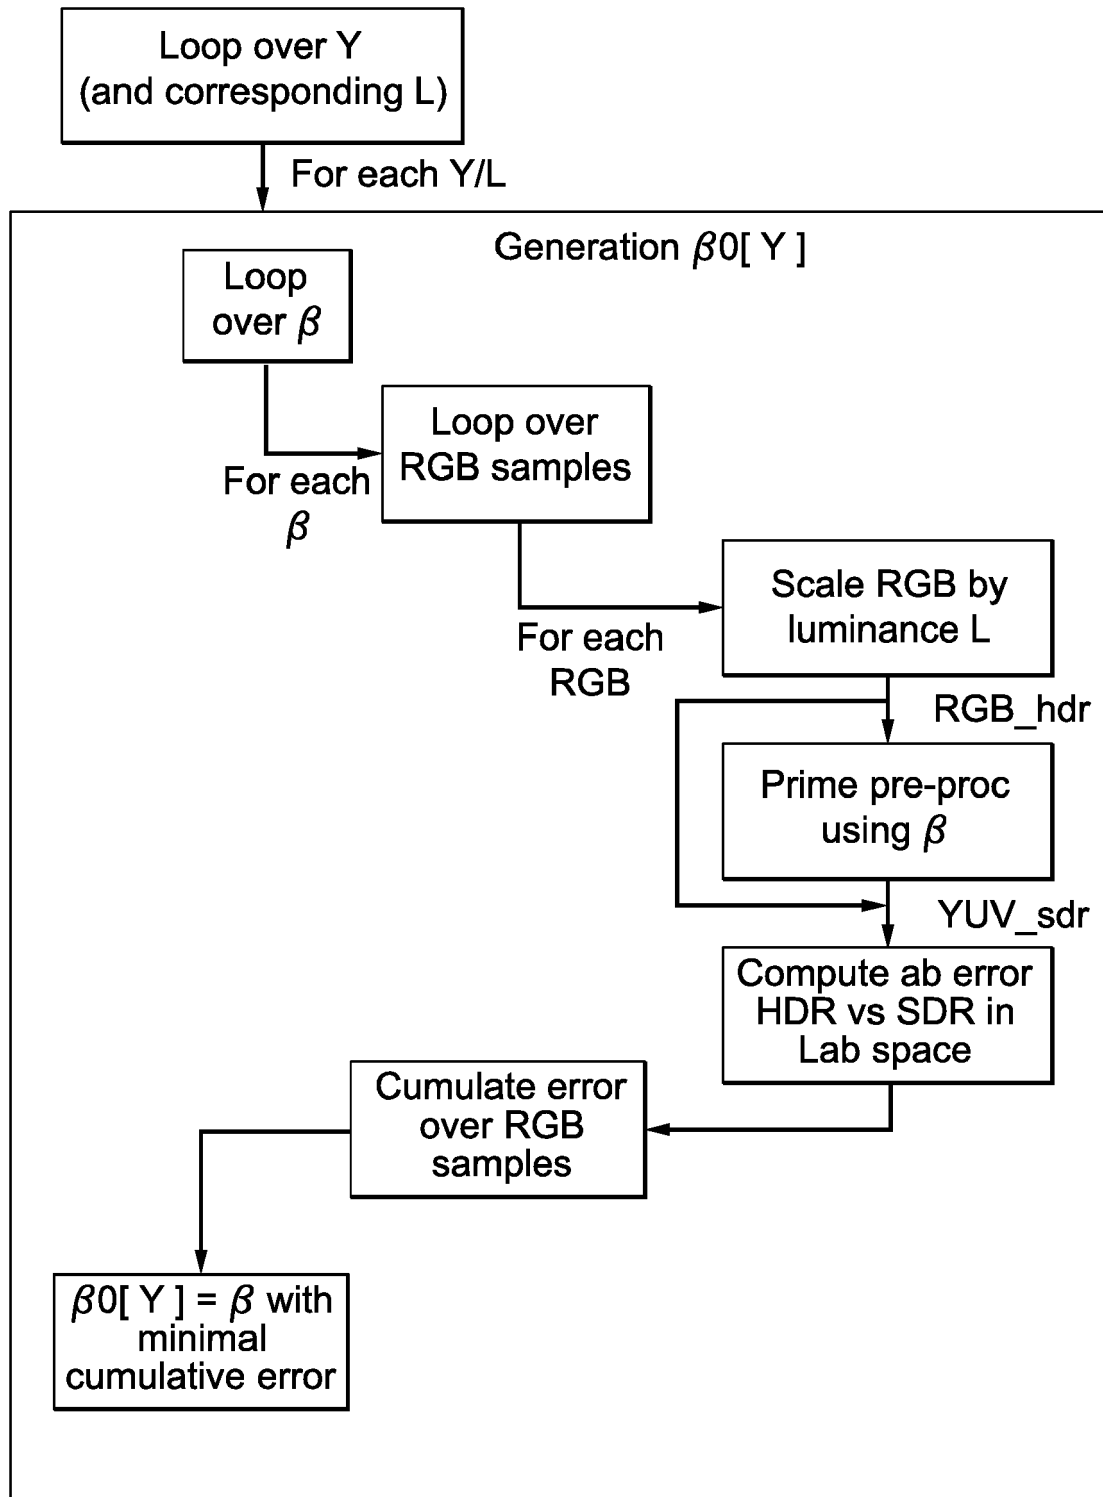 Loop over Y
(and corresponding L)
For each Y/L
Generation β0[ Y ]
Loop
over β
For each
β
Loop over
RGB samples
For each
RGB
Scale RGB by
luminance L
RGB_hdr
Prime pre-proc
using β
YUV_sdr
Compute ab error
HDR vs SDR in
Lab space
Cumulate error
over RGB
samples
β0[ Y ] = β with
minimal
cumulative error